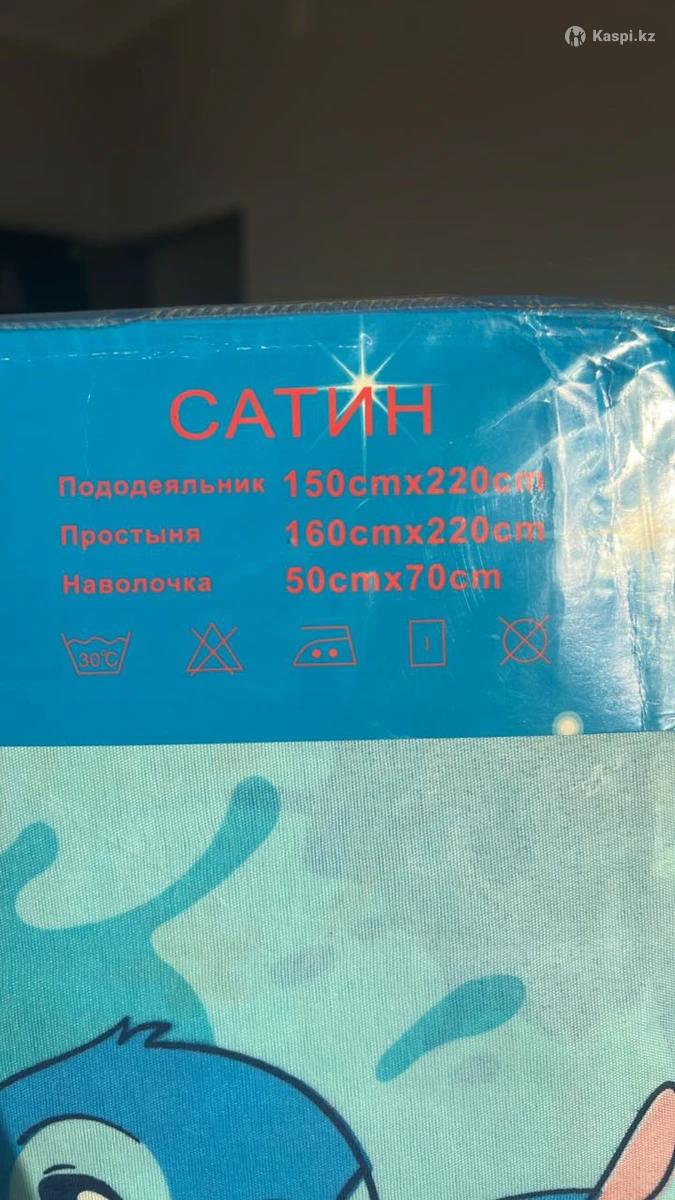 Kaspi.kz
САТИН
Пододеяльник 150cmx220cm
Простыня 160cmx220cm
Наволочка 50cmx70cm
30°C